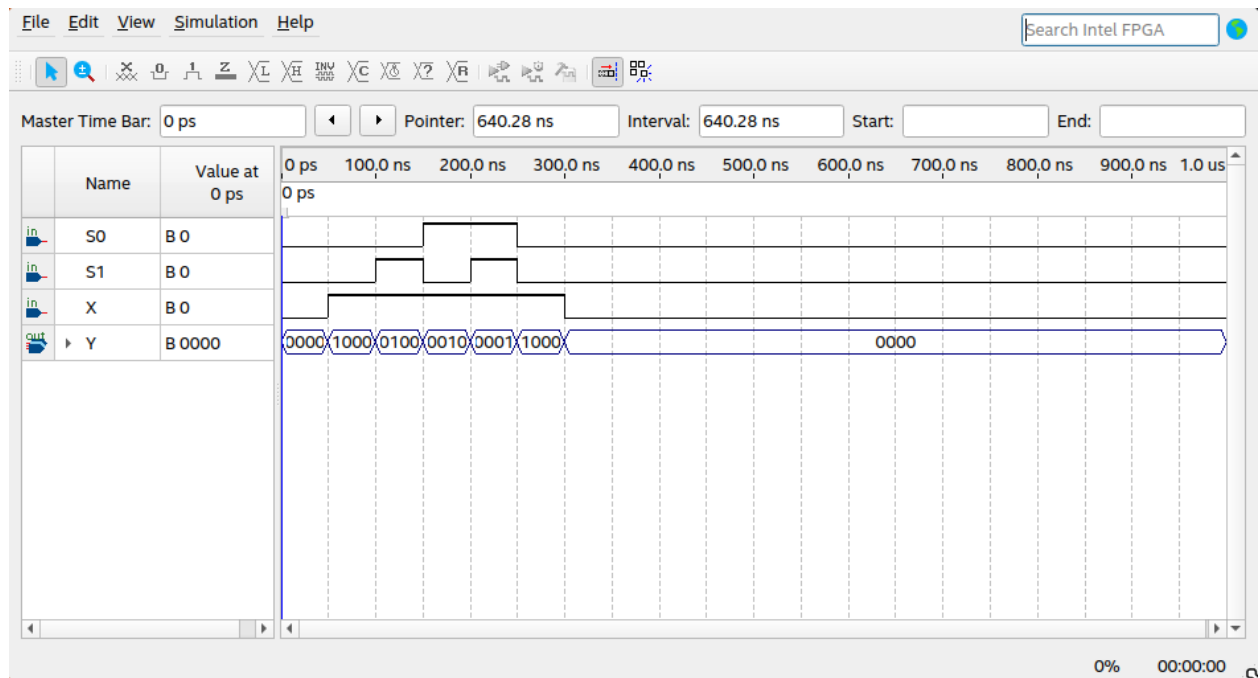 File Edit View Simulation Help
Search Intel FPGA
Master Time Bar: 0 ps Pointer: 640.28 ns Interval: 640.28 ns Start: End:
Name Value at 0 ps 0 ps 100.0 ns 200.0 ns 300.0 ns 400.0 ns 500.0 ns 600.0 ns 700.0 ns 800.0 ns 900.0 ns 1.0 us
0 ps
in S0 B 0
in S1 B 0
in X B 0
out Y B 0000 0000 1000 0100 0010 0001 1000 0000
0% 00:00:00